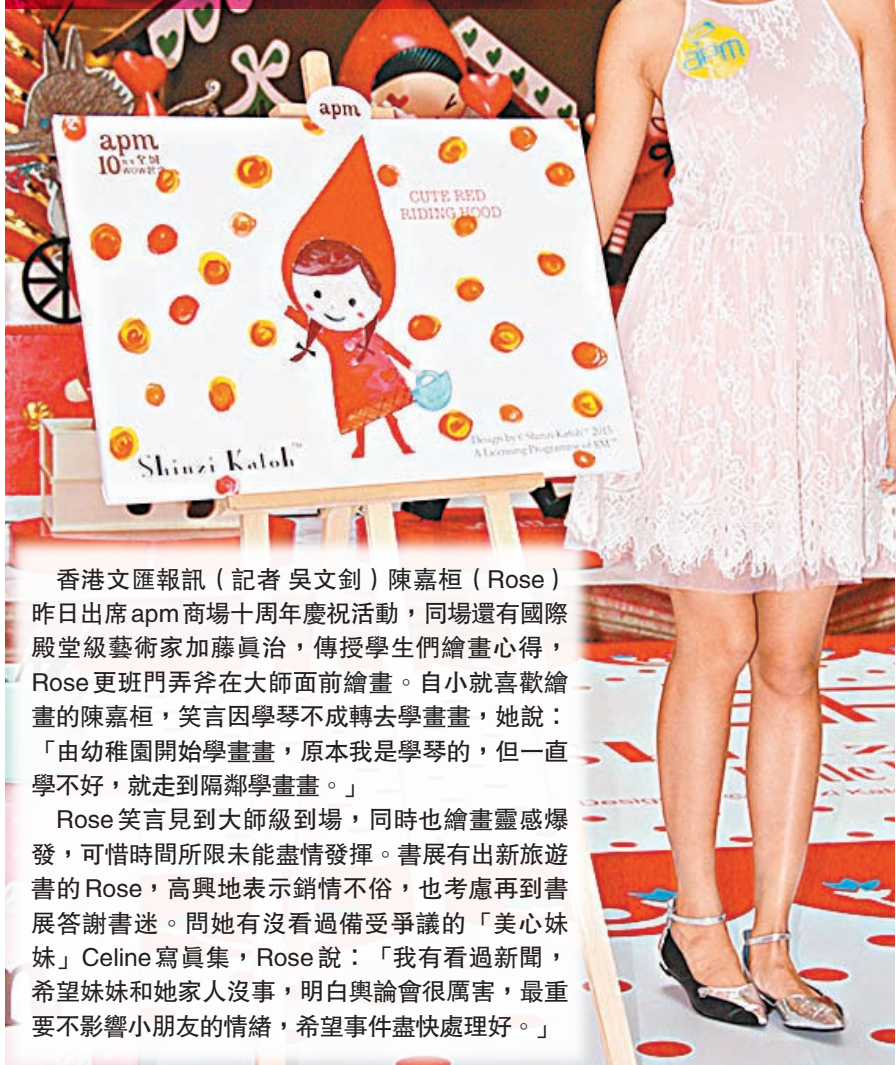 apm
apm
10
WOW
CUTE RED
RIDING HOOD
Shinzi Katoh™
Design by © Shinzi Katoh™ 2015
A Licensing Programme of SM™
apm
Design
香港文匯報訊（記者 吳文釗）陳嘉桓（Rose）
昨日出席apm商場十周年慶祝活動，同場還有國際
殿堂級藝術家加藤眞治，傳授學生們繪畫心得，
Rose更班門弄斧在大師面前繪畫。自小就喜歡繪
畫的陳嘉桓，笑言因學琴不成轉去學畫畫，她說：
「由幼稚園開始學畫畫，原本我是學琴的，但一直
學不好，就走到隔鄰學畫畫。」
Rose笑言見到大師級到場，同時也繪畫靈感爆
發，可惜時間所限未能盡情發揮。書展有出新旅遊
書的Rose，高興地表示銷情不俗，也考慮再到書
展答謝書迷。問她有沒看過備受爭議的「美心妹
妹」Celine寫眞集，Rose說：「我有看過新聞，
希望妹妹和她家人沒事，明白輿論會很厲害，最重
要不影響小朋友的情緒，希望事件盡快處理好。」